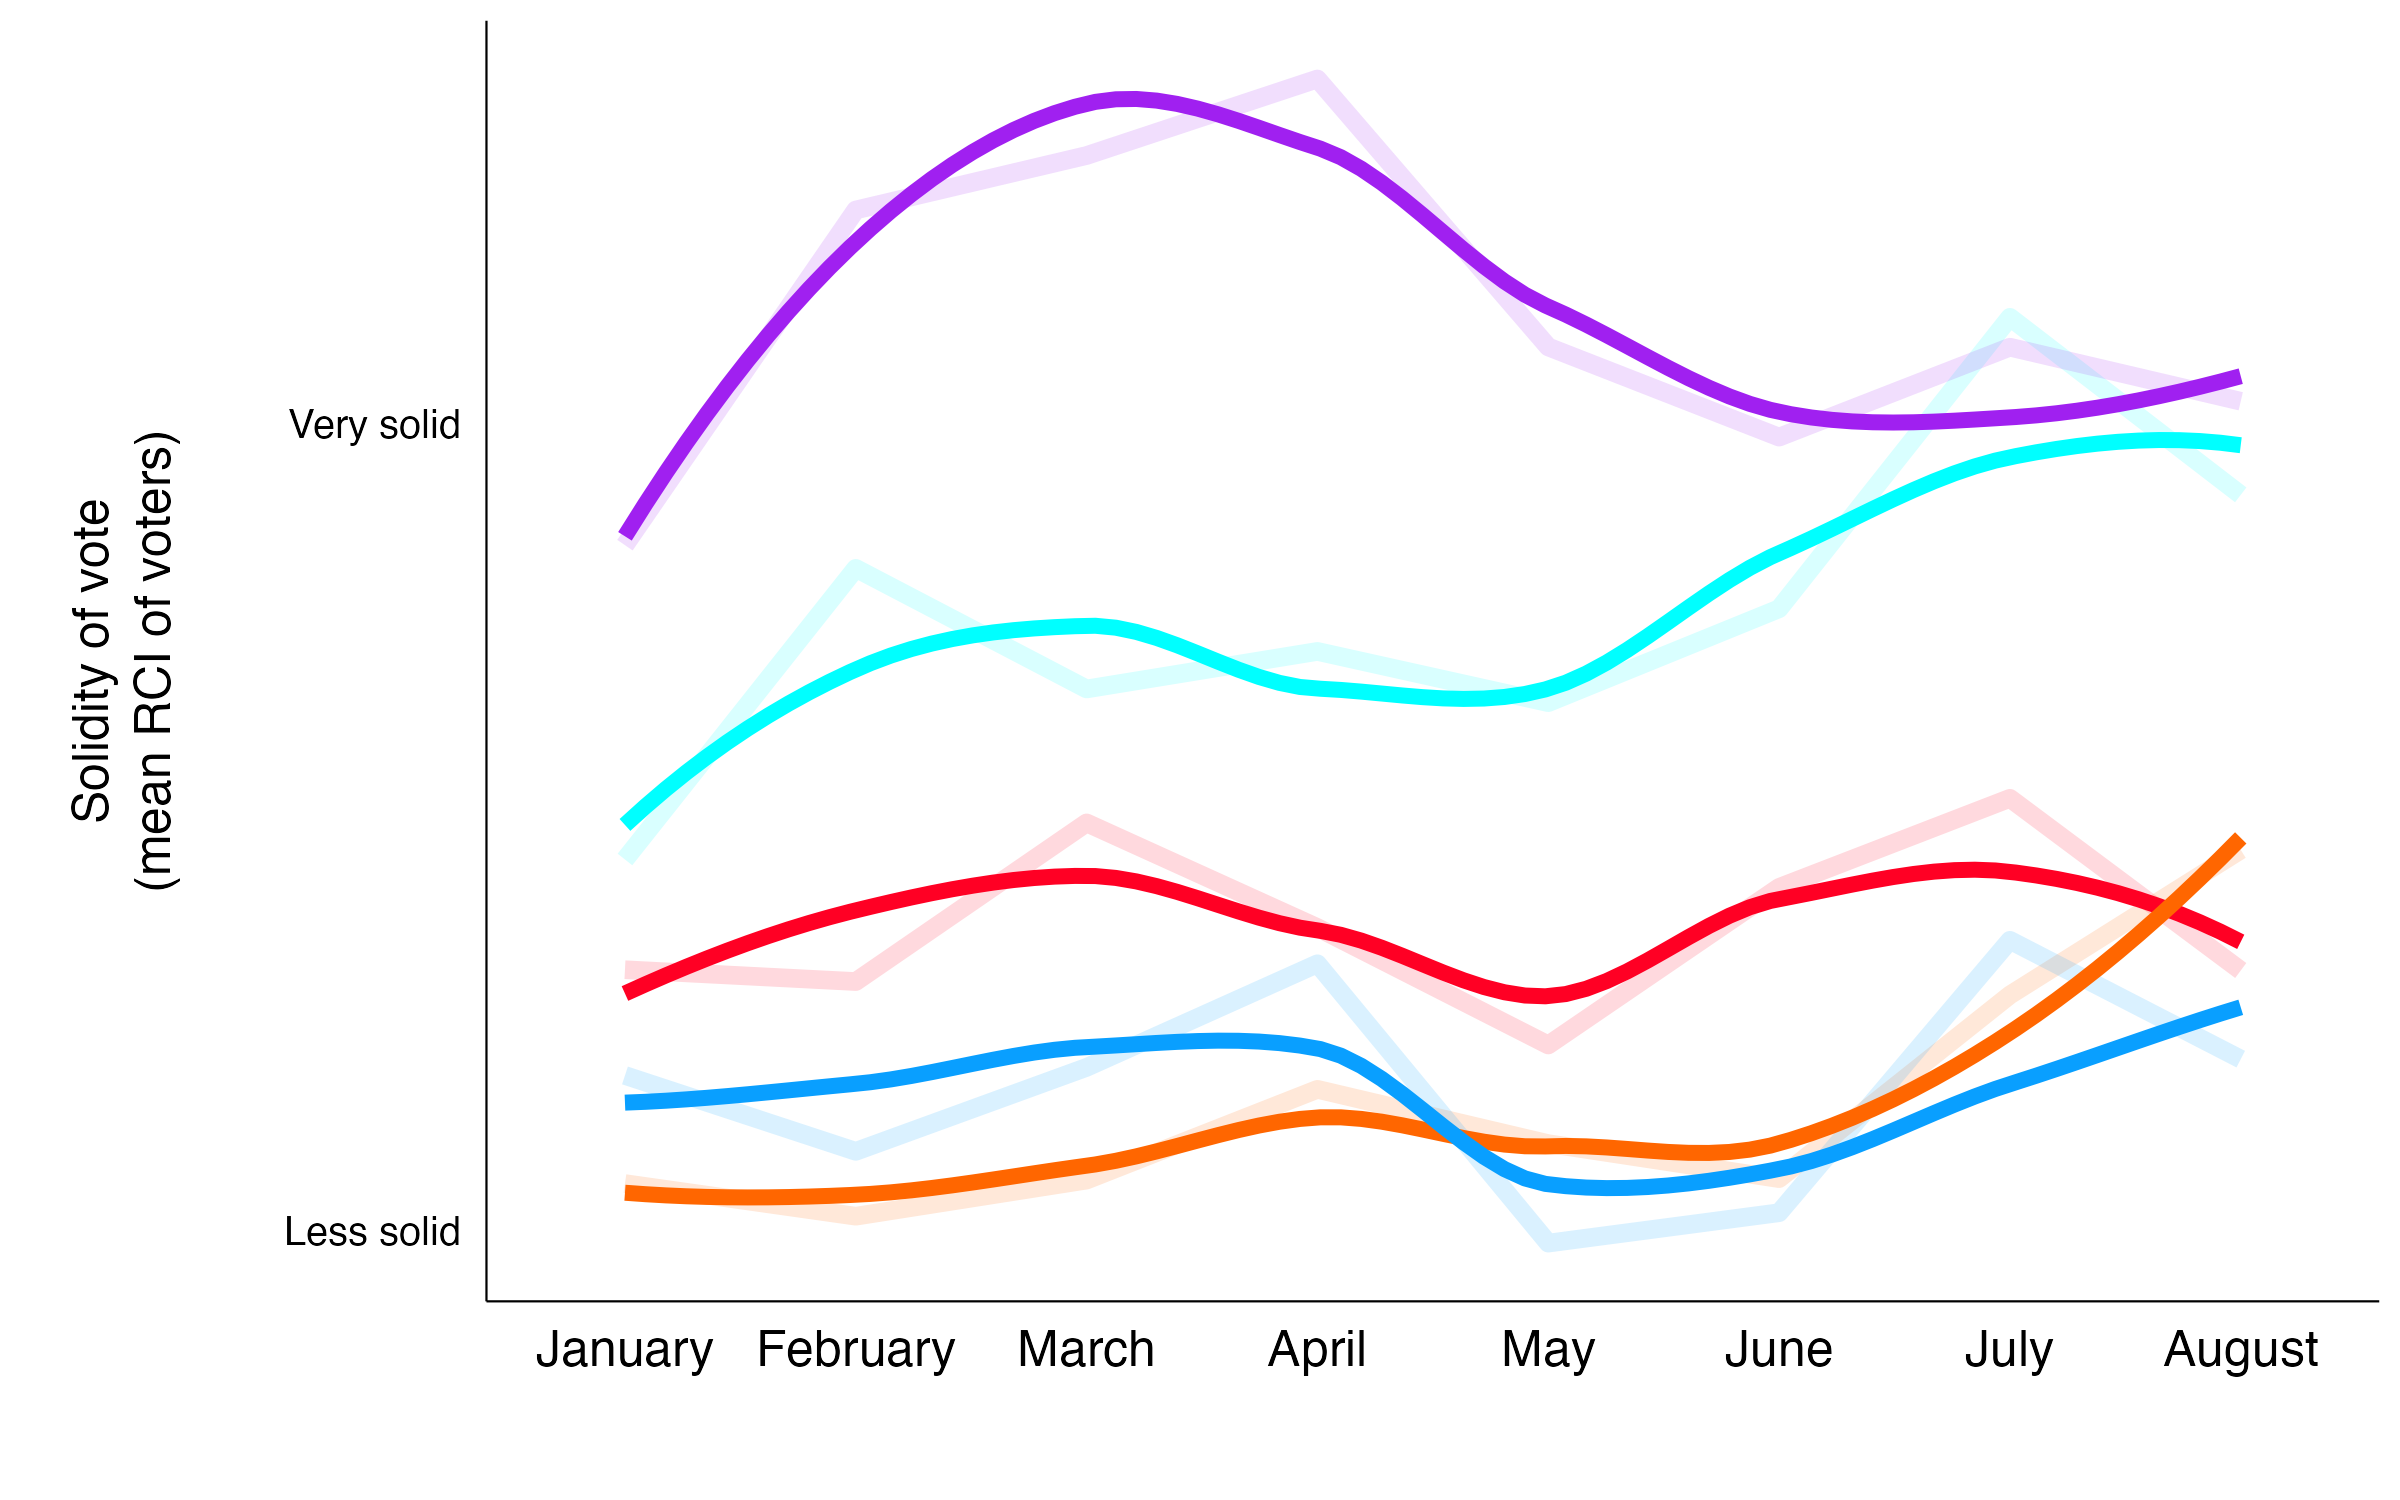 Solidity of vote
(mean RCI of voters)
Very solid
Less solid
January February March April May June July August